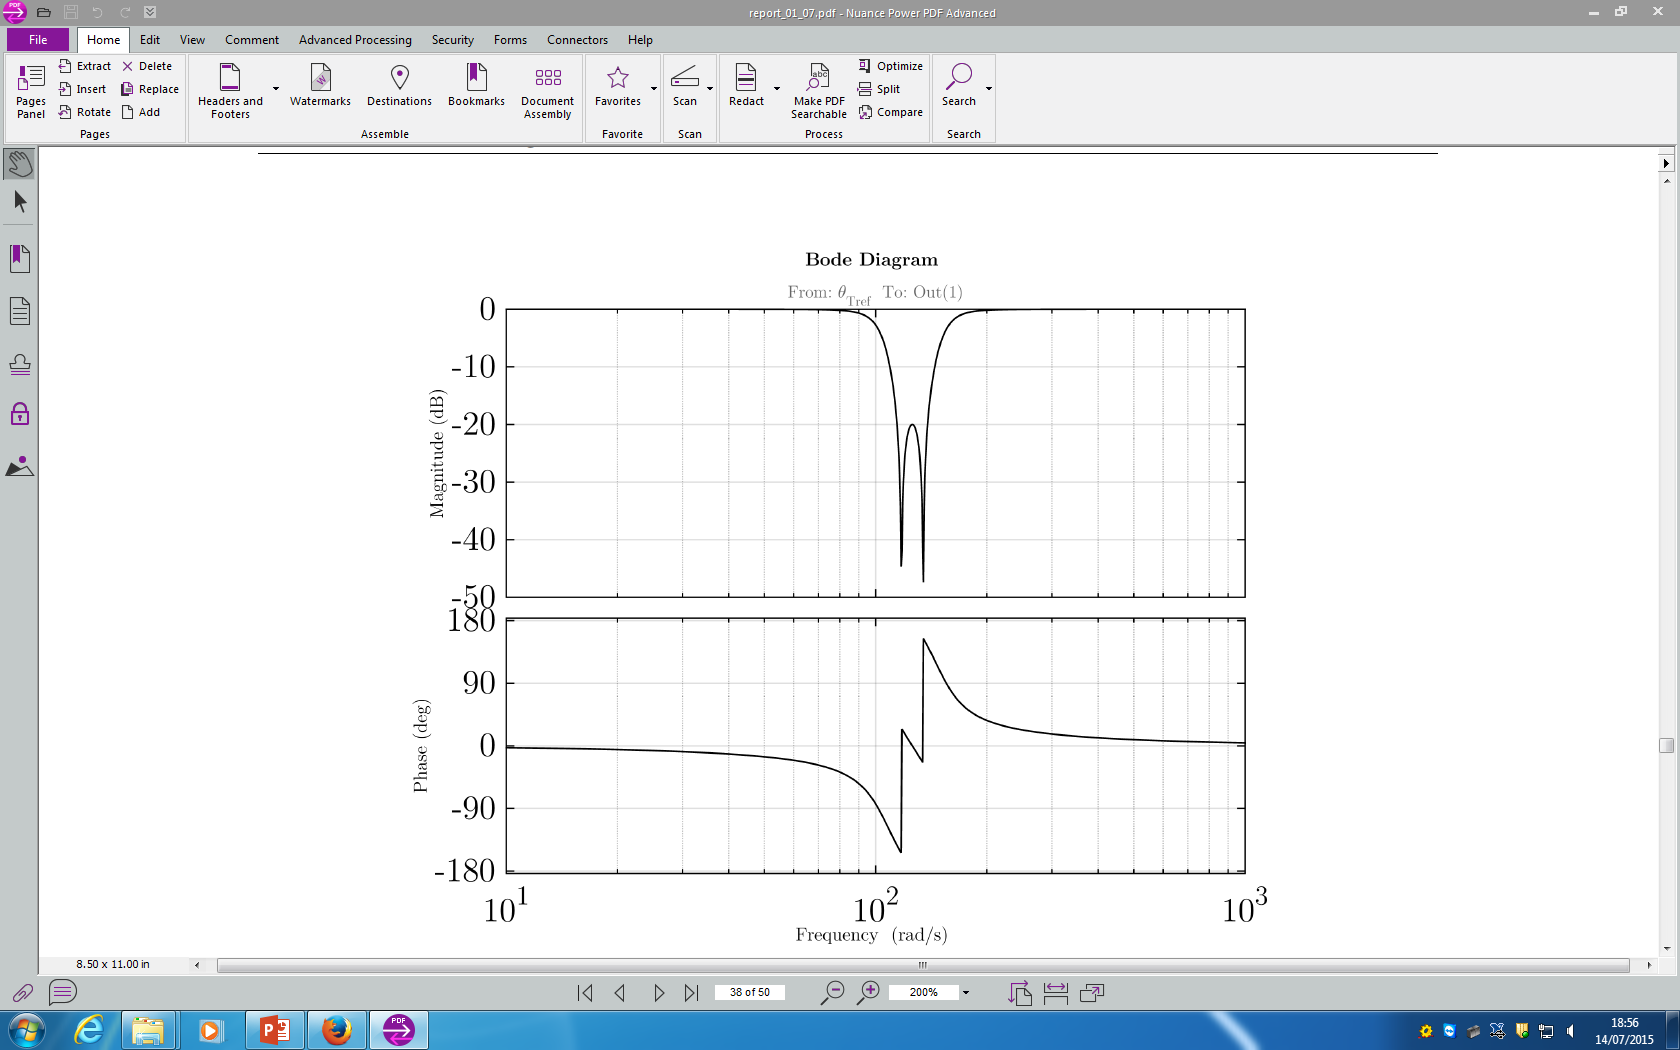 PDF
report_01_07.pdf - Nuance Power PDF Advanced
File Home Edit View Comment Advanced Processing Security Forms Connectors Help
Pages Panel
Extract
Insert
Rotate
Delete
Replace
Add
Pages
Headers and Footers
Watermarks
Destinations
Bookmarks
Document Assembly
Assemble
Favorites
Favorite
Scan
Scan
Redact
Make PDF Searchable
Optimize
Split
Compare
Process
Search
Search
Bode Diagram
From: θTref To: Out(1)
Magnitude (dB)
0
-10
-20
-30
-40
-50
Phase (deg)
180
90
0
-90
-180
10^1 10^2 10^3
Frequency (rad/s)
8.50 x 11.00 in
38 of 50
200%
PDF
18:56
14/07/2015